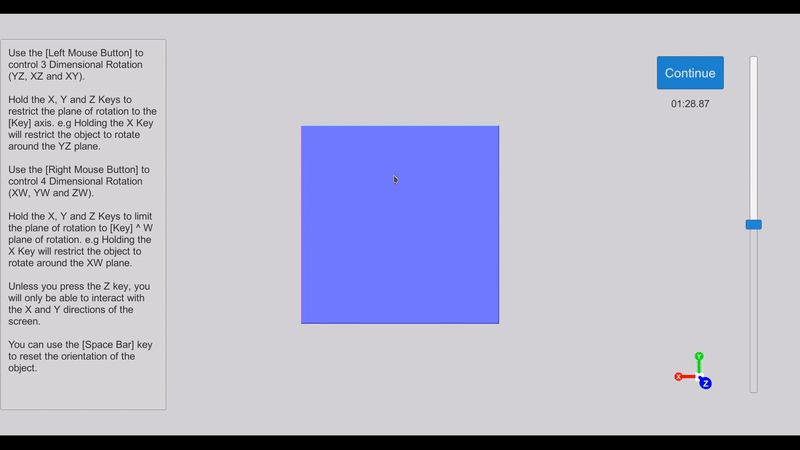 Use the [Left Mouse Button] to
control 3 Dimensional Rotation
(YZ, XZ and XY).
Hold the X, Y and Z Keys to
restrict the plane of rotation to the
[Key] axis. e.g Holding the X Key
will restrict the object to rotate
around the YZ plane.
Use the [Right Mouse Button] to
control 4 Dimensional Rotation
(XW, YW and ZW).
Hold the X, Y and Z Keys to limit
the plane of rotation to [Key] ^ W
plane of rotation. e.g Holding the
X Key will restrict the object to
rotate around the XW plane.
Unless you press the Z key, you
will only be able to interact with
the X and Y directions of the
screen.
You can use the [Space Bar] key
to reset the orientation of the
object.
Continue
01:28.87
Y
X
Z